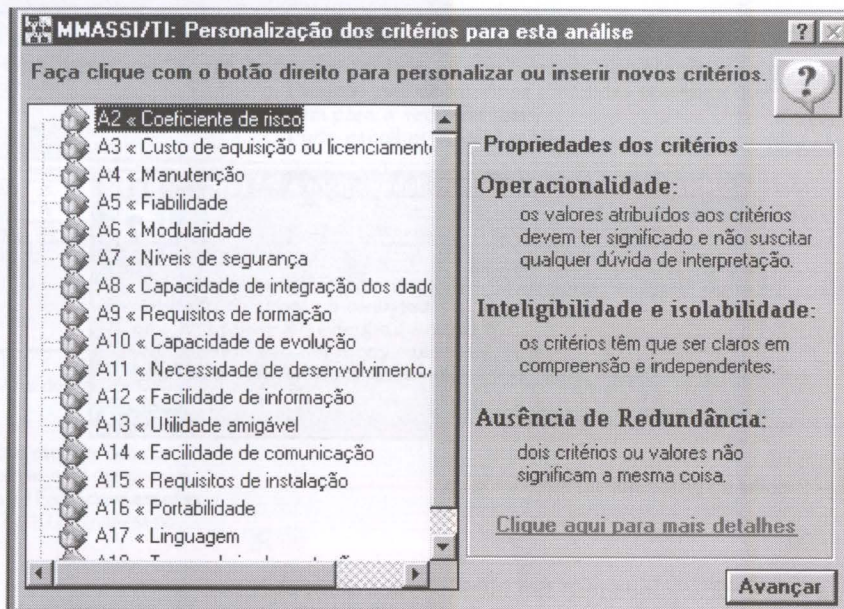 MMASSI/TI: Personalização dos critérios para esta análise
Faça clique com o botão direito para personalizar ou inserir novos critérios.
A2 « Coeficiente de risco
A3 « Custo de aquisição ou licenciament
A4 « Manutenção
A5 « Fiabilidade
A6 « Modularidade
A7 « Niveis de segurança
A8 « Capacidade de integração dos dad
A9 « Requisitos de formação
A10 « Capacidade de evolução
A11 « Necessidade de desenvolvimento
A12 « Facilidade de informação
A13 « Utilidade amigável
A14 « Facilidade de comunicação
A15 « Requisitos de instalação
A16 « Portabilidade
A17 « Linguagem
Propriedades dos critérios
Operacionalidade:
os valores atribuídos aos critérios
devem ter significado e não suscitar
qualquer dúvida de interpretação.
Inteligibilidade e isolabilidade:
os critérios têm que ser claros em
compreensão e independentes.
Ausência de Redundância:
dois critérios ou valores não
significam a mesma coisa.
Clique aqui para mais detalhes
Avançar